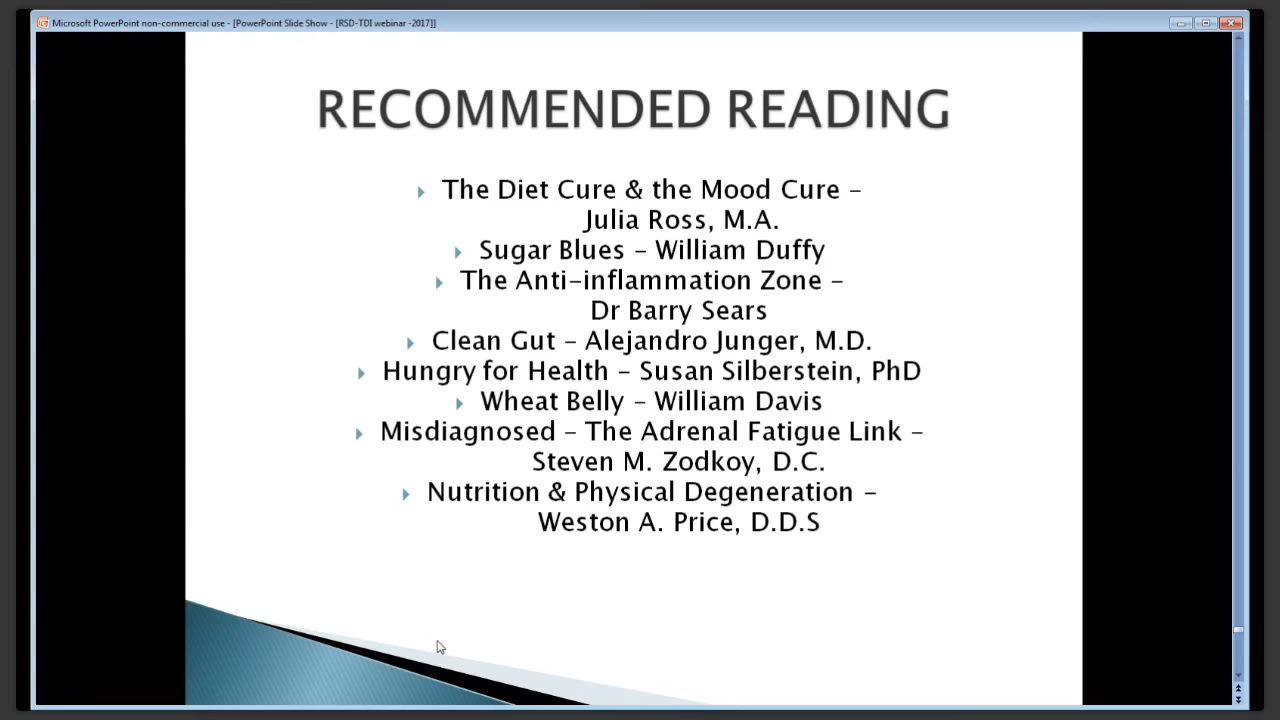 Microsoft PowerPoint non-commercial use - [PowerPoint Slide Show - [RSD-TDI webinar -2017]]
RECOMMENDED READING
The Diet Cure & the Mood Cure –
Julia Ross, M.A.
Sugar Blues – William Duffy
The Anti-inflammation Zone –
Dr Barry Sears
Clean Gut – Alejandro Junger, M.D.
Hungry for Health – Susan Silberstein, PhD
Wheat Belly – William Davis
Misdiagnosed – The Adrenal Fatigue Link –
Steven M. Zodkoy, D.C.
Nutrition & Physical Degeneration –
Weston A. Price, D.D.S